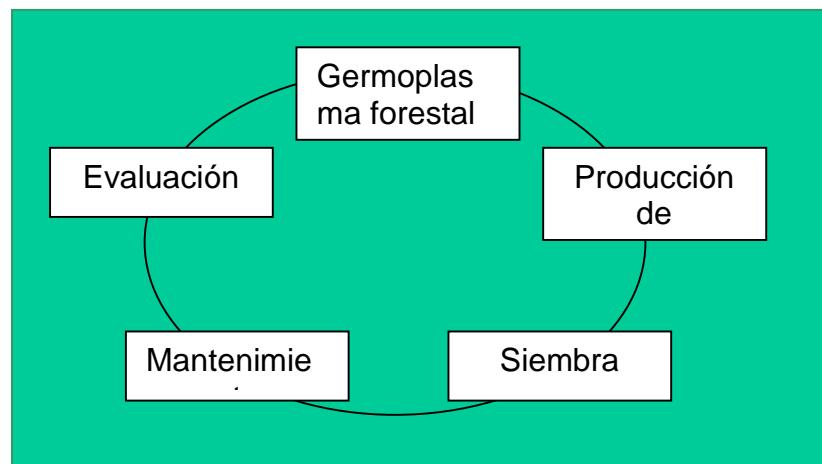 Germoplas
ma forestal
Evaluación
Producción
de
Mantenimie
Siembra